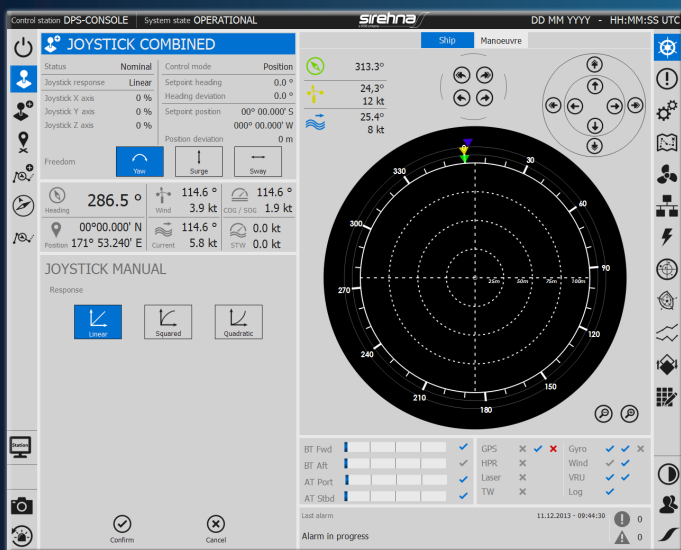 Control station DPS-CONSOLE System state OPERATIONAL sirehna DD MM YYYY - HH:MM:SS UTC
JOYSTICK COMBINED
Status Nominal
Joystick response Linear
Joystick X axis 0 %
Joystick Y axis 0 %
Joystick Z axis 0 %
Control mode Position
Setpoint heading 0.0 °
Heading deviation 0.0 °
Setpoint position 00° 00.000' S
000° 00.000' W
Position deviation 0 m
Freedom
Yaw
Surge
Sway
Heading 286.5 °
Wind 114.6 ° 3.9 kt
COG / SOG 114.6 ° 1.9 kt
Position 00°00.000' N 171° 53.240' E
Current 114.6 ° 5.8 kt
STW 0.0 kt 0.0 kt
JOYSTICK MANUAL
Response
Linear
Squared
Quadratic
Confirm
Cancel
Station
Ship
Manoeuvre
313.3°
24,3°
12 kt
25.4°
8 kt
0
30
60
90
120
150
180
210
240
270
300
330
25m 50m 75m 100m
BT Fwd
BT Aft
AT Port
AT Stbd
GPS
HPR
Laser
TW
Gyro
Wind
VRU
Log
Last alarm 11.12.2013 - 09:44:30
Alarm in progress
0
0